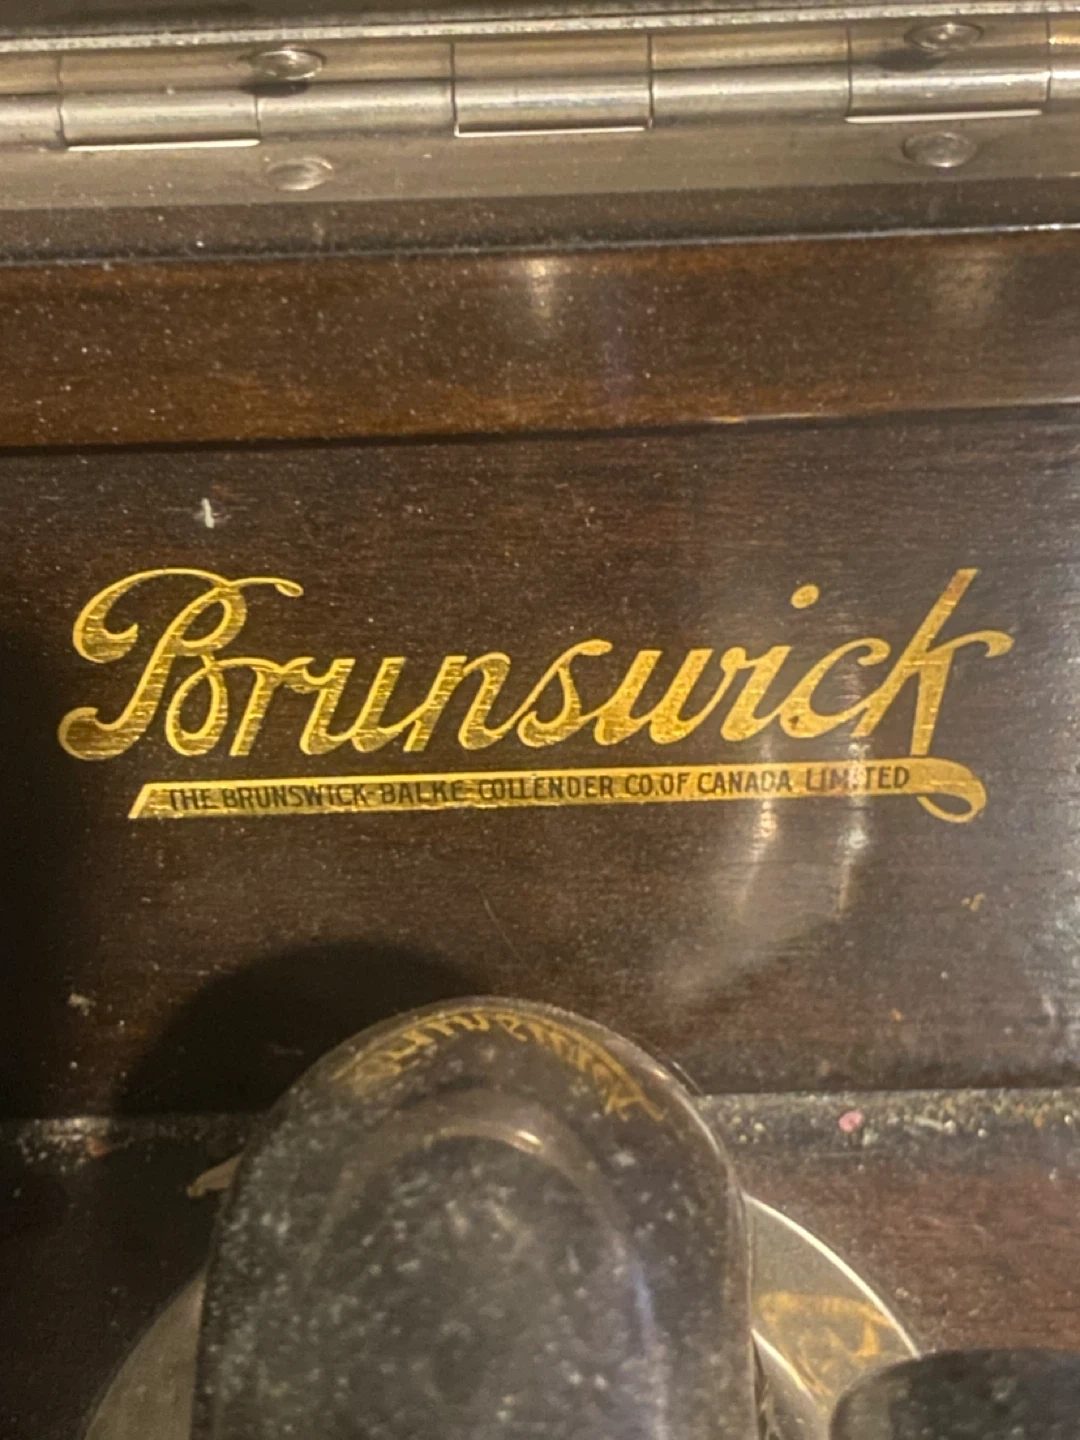 Brunswick
THE BRUNSWICK-BALKE-COLLENDER CO. OF CANADA LIMITED